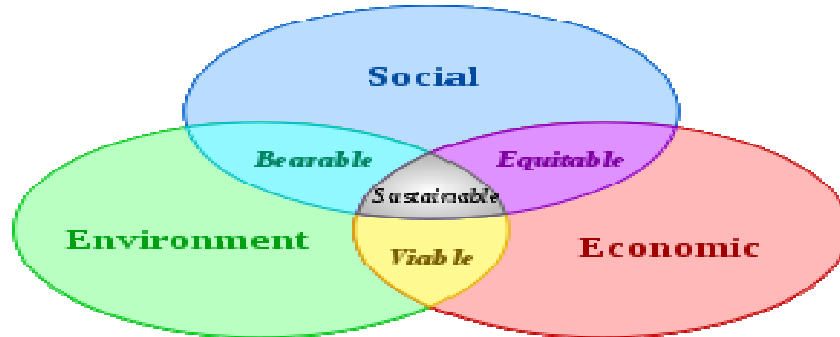 Social
Bearable
Equitable
Sustainable
Environment
Economic
Viable